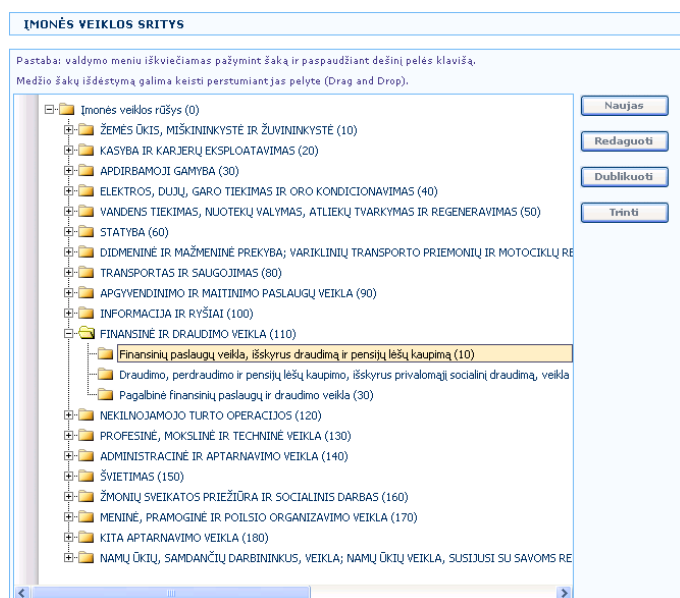 ĮMONĖS VEIKLOS SRITYS
Pastaba: valdymo meniu iškviečiamas pažymint šaką ir paspaudžiant dešinį pelės klavišą.
Medžio šakų išdėstymą galima keisti perstumiant jas pelyte (Drag and Drop).
Įmonės veiklos rūšys (0)
ŽEMĖS ŪKIS, MIŠKININKYSTĖ IR ŽUVININKYSTĖ (10)
KASYBA IR KARJERŲ EKSPLOATAVIMAS (20)
APDIRBAMOJI GAMYBA (30)
ELEKTROS, DUJŲ, GARO TIEKIMAS IR ORO KONDICIONAVIMAS (40)
VANDENS TIEKIMAS, NUOTEKŲ VALYMAS, ATLIEKŲ TVARKYMAS IR REGENERAVIMAS (50)
STATYBA (60)
DIDMENINĖ IR MAŽMENINĖ PREKYBA; VARIKLINIŲ TRANSPORTO PRIEMONIŲ IR MOTOCIKLŲ RE
TRANSPORTAS IR SAUGOJIMAS (80)
APGYVENDINIMO IR MAITINIMO PASLAUGŲ VEIKLA (90)
INFORMACIJA IR RYŠIAI (100)
FINANSINĖ IR DRAUDIMO VEIKLA (110)
Finansinių paslaugų veikla, išskyrus draudimą ir pensijų lėšų kaupimą (10)
Draudimo, perdraudimo ir pensijų lėšų kaupimo, išskyrus privalomąjį socialinį draudimą, veikla
Pagalbinė finansinių paslaugų ir draudimo veikla (30)
NEKILNOJAMOJO TURTO OPERACIJOS (120)
PROFESINĖ, MOKSLINĖ IR TECHNINĖ VEIKLA (130)
ADMINISTRACINĖ IR APTARNAVIMO VEIKLA (140)
ŠVIETIMAS (150)
ŽMONIŲ SVEIKATOS PRIEŽIŪRA IR SOCIALINIS DARBAS (160)
MENINĖ, PRAMOGINĖ IR POILSIO ORGANIZAVIMO VEIKLA (170)
KITA APTARNAVIMO VEIKLA (180)
NAMŲ ŪKIŲ, SAMDANČIŲ DARBININKUS, VEIKLA; NAMŲ ŪKIŲ VEIKLA, SUSIJUSI SU SAVOMS RE
Naujas
Redaguoti
Dublikuoti
Trinti